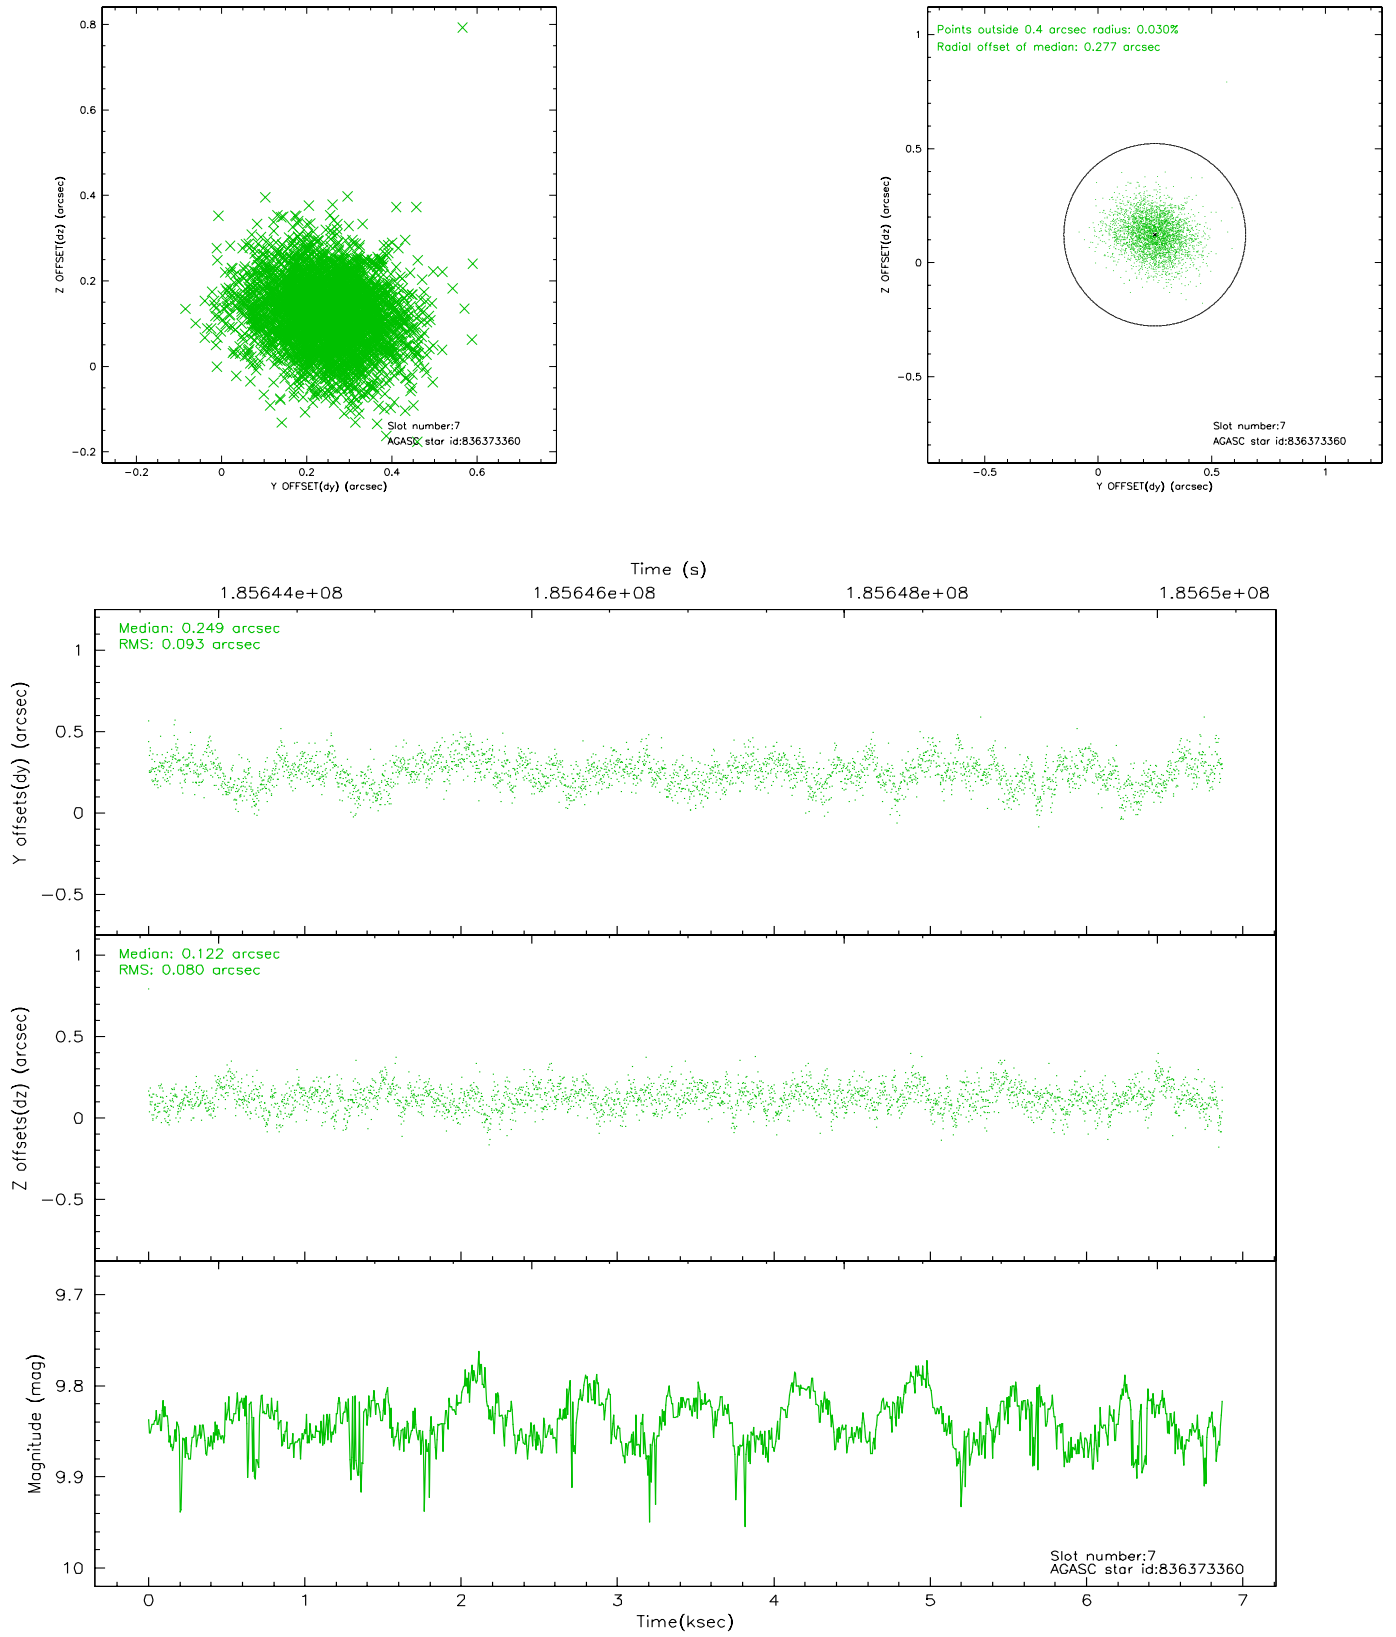 0.8
0.6
0.4
0.2
0
−0.2
Z OFFSET(dz) (arcsec)
Slot number:7
AGASC star id:836373360
−0.2 0 0.2 0.4 0.6
Y OFFSET(dy) (arcsec)
Points outside 0.4 arcsec radius: 0.030%
Radial offset of median: 0.277 arcsec
1
0.5
0
−0.5
Z OFFSET(dz) (arcsec)
Slot number:7
AGASC star id:836373360
−0.5 0 0.5 1
Y OFFSET(dy) (arcsec)
Time (s)
1.85644e+08 1.85646e+08 1.85648e+08 1.8565e+08
Median: 0.249 arcsec
RMS: 0.093 arcsec
1
0.5
0
−0.5
Y offsets(dy) (arcsec)
Median: 0.122 arcsec
RMS: 0.080 arcsec
1
0.5
0
−0.5
Z offsets(dz) (arcsec)
9.7
9.8
9.9
10
Magnitude (mag)
Slot number:7
AGASC star id:836373360
0 1 2 3 4 5 6 7
Time(ksec)